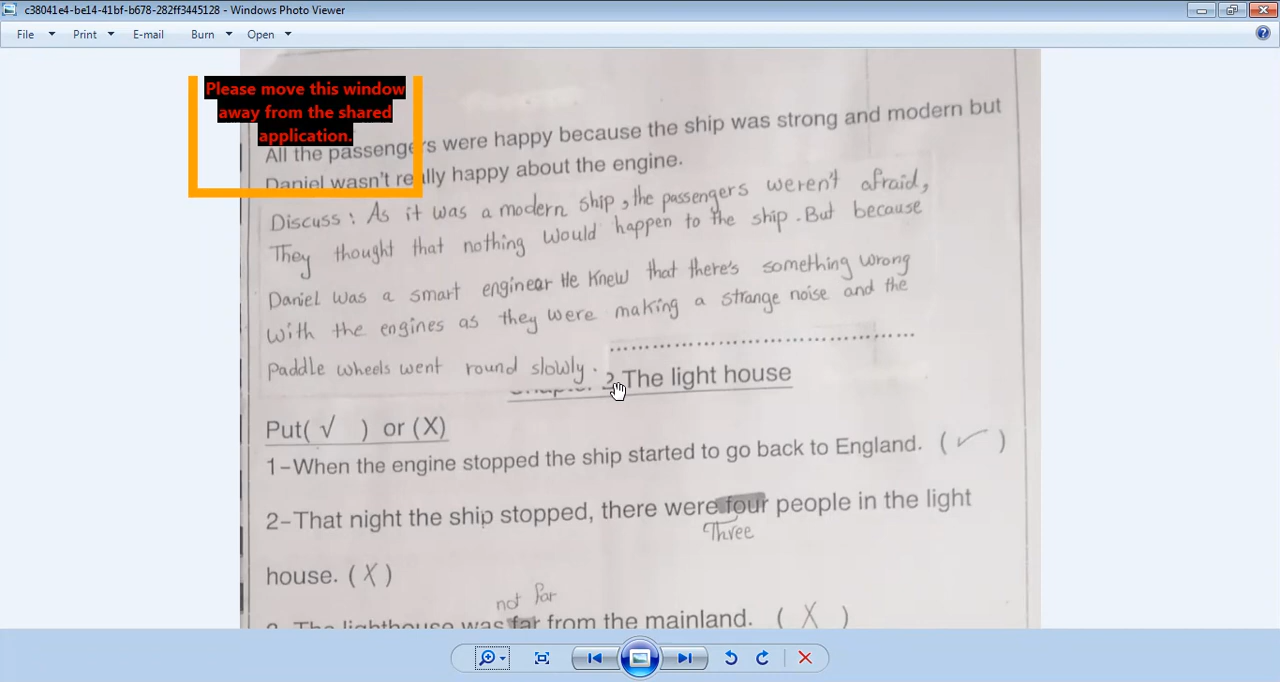 c38041e4-be14-41bf-b678-282ff3445128 - Windows Photo Viewer
File Print E-mail Burn Open
Please move this window
away from the shared
application.
All the passengers were happy because the ship was strong and modern but
Daniel wasn't really happy about the engine.
Discuss: As it was a modern ship, the passengers weren't afraid,
They thought that nothing would happen to the ship. But because
Daniel was a smart enginear He knew that there's something wrong
with the engines as they were making a strange noise and the
Paddle wheels went round slowly.
2 The light house
Put( √ ) or (X)
1-When the engine stopped the ship started to go back to England. (✓)
2-That night the ship stopped, there were four people in the light
Three
house. (X)
not far
The lighthouse was far from the mainland. (X)